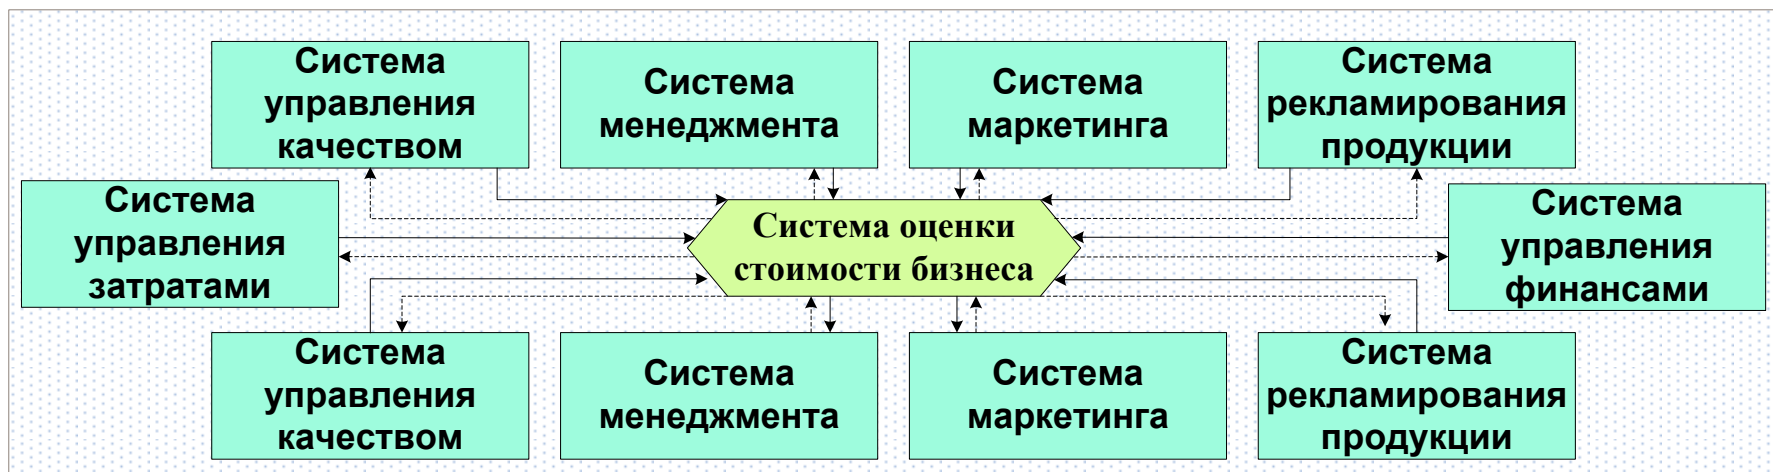 Система
управления
качеством
Система
менеджмента
Система
маркетинга
Система
рекламирования
продукции
Система
управления
затратами
Система оценки
стоимости бизнеса
Система
управления
финансами
Система
управления
качеством
Система
менеджмента
Система
маркетинга
Система
рекламирования
продукции